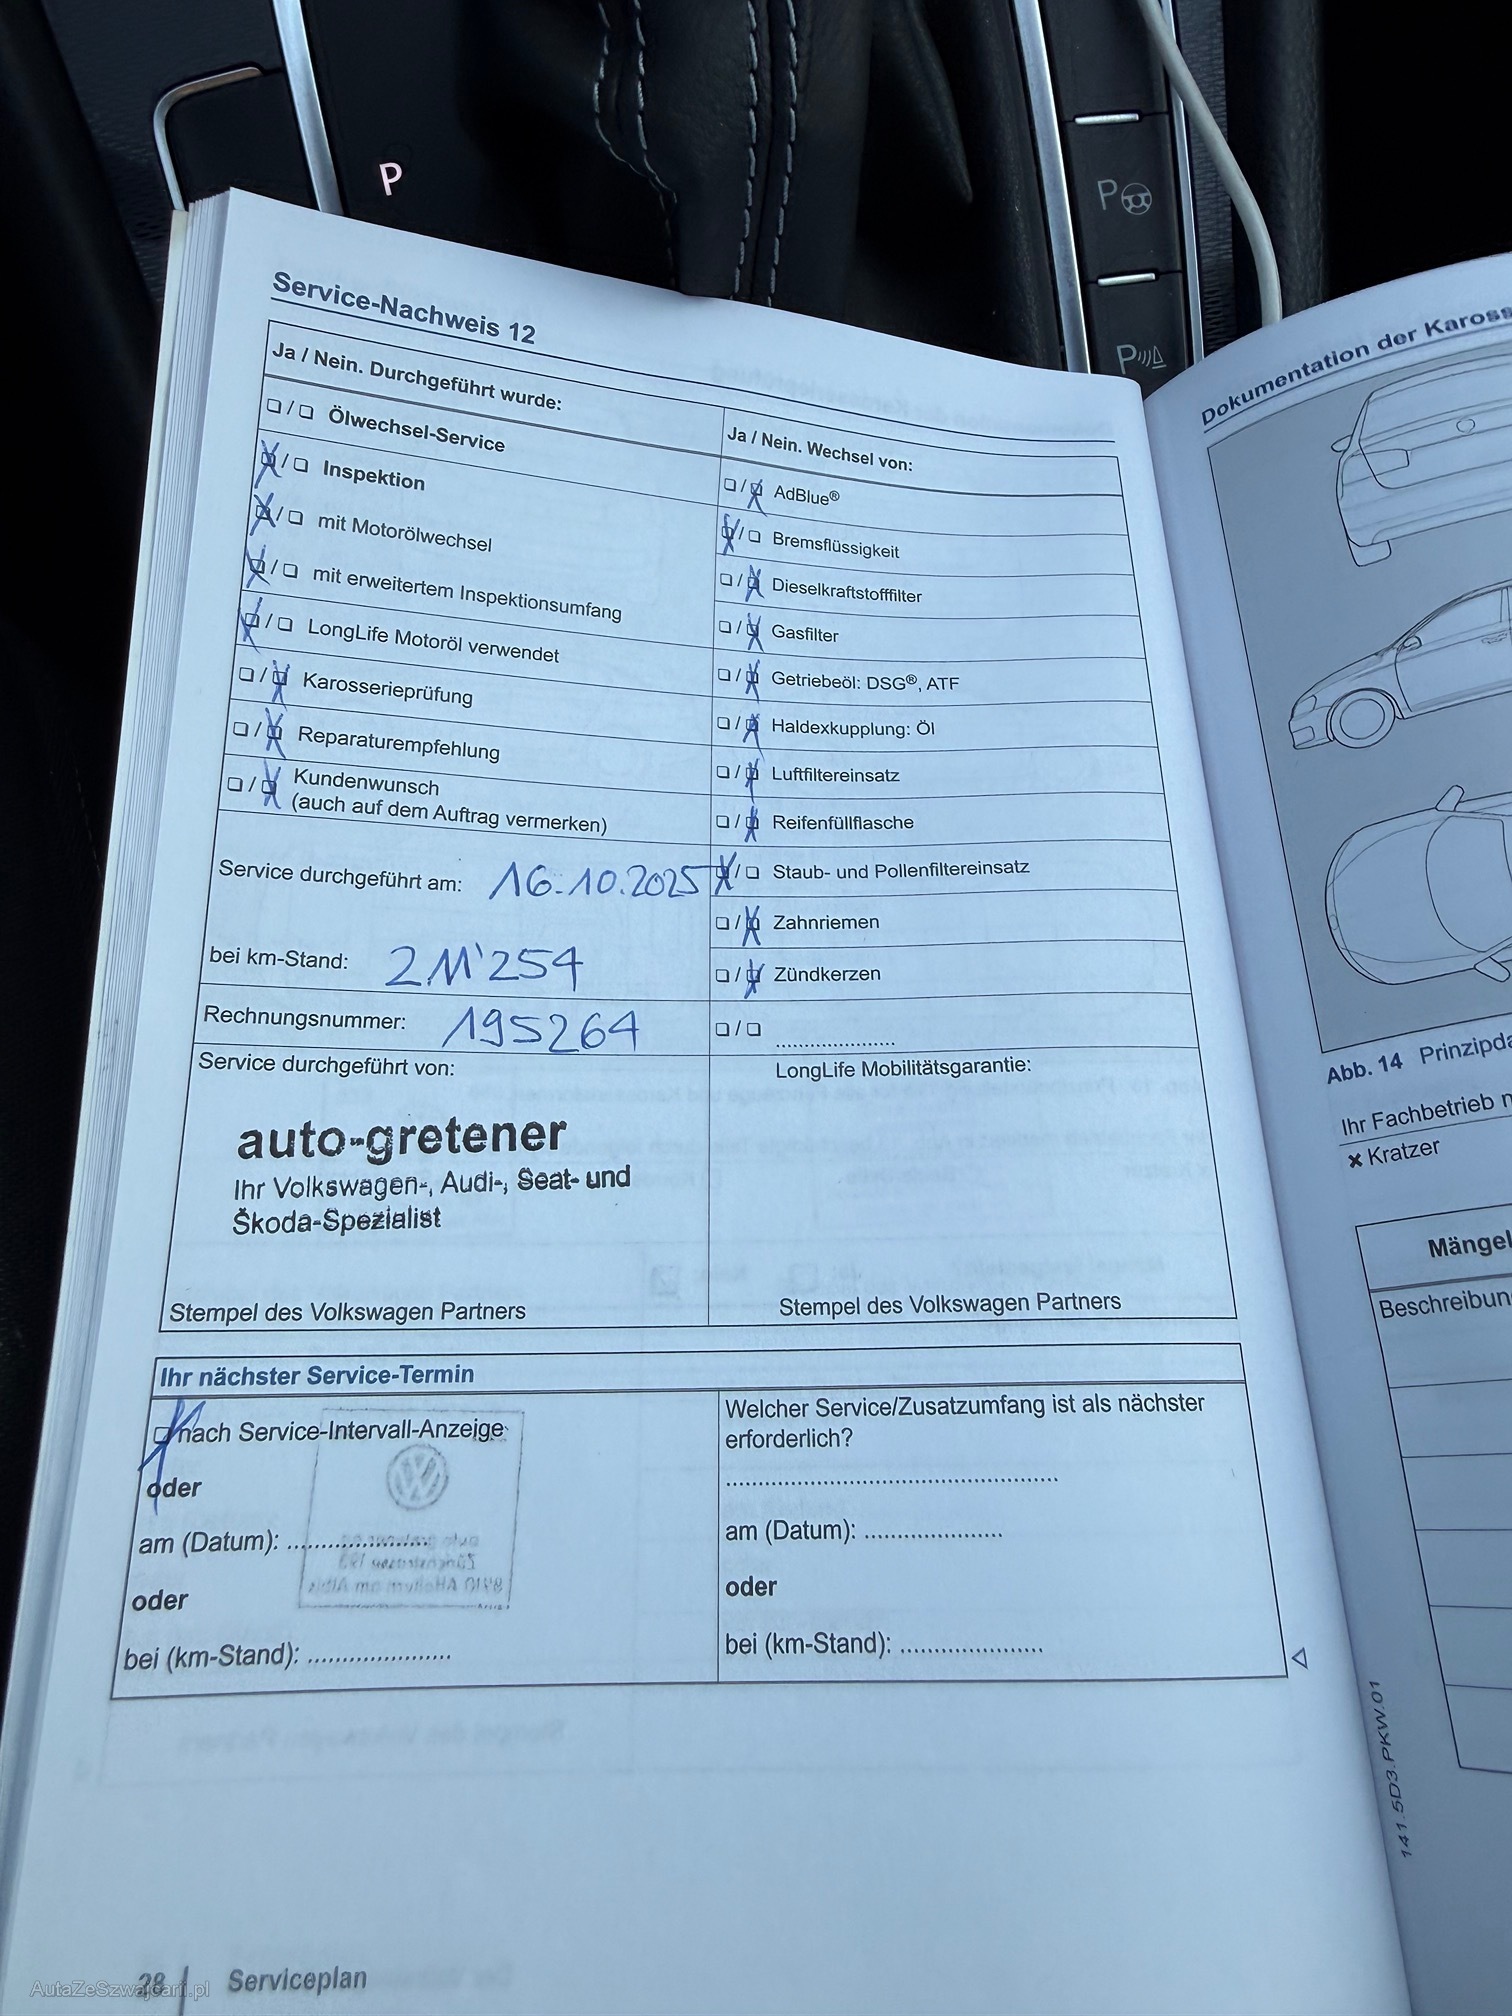 P
P
P
Service-Nachweis 12
Ja / Nein. Durchgeführt wurde:
❑ / ❑ Ölwechsel-Service
❑ / ❑ Inspektion
❑ / ❑ mit Motorölwechsel
❑ / ❑ mit erweitertem Inspektionsumfang
❑ / ❑ LongLife Motoröl verwendet
❑ / ❑ Karosserieprüfung
❑ / ❑ Reparaturempfehlung
❑ / ❑ Kundenwunsch
(auch auf dem Auftrag vermerken)
Service durchgeführt am: 16.10.2025
bei km-Stand: 211'254
Rechnungsnummer: 195264
Service durchgeführt von:
auto-gretener
Ihr Volkswagen-, Audi-, Seat- und
Škoda-Spezialist
Stempel des Volkswagen Partners
Ja / Nein. Wechsel von:
❑ / ❑ AdBlue®
❑ / ❑ Bremsflüssigkeit
❑ / ❑ Dieselkraftstofffilter
❑ / ❑ Gasfilter
❑ / ❑ Getriebeöl: DSG®, ATF
❑ / ❑ Haldexkupplung: Öl
❑ / ❑ Luftfiltereinsatz
❑ / ❑ Reifenfüllflasche
❑ / ❑ Staub- und Pollenfiltereinsatz
❑ / ❑ Zahnriemen
❑ / ❑ Zündkerzen
❑ / ❑ .....................
LongLife Mobilitätsgarantie:
Stempel des Volkswagen Partners
Ihr nächster Service-Termin
❑ nach Service-Intervall-Anzeige
oder
am (Datum): .....................
oder
bei (km-Stand): .....................
Welcher Service/Zusatzumfang ist als nächster
erforderlich?
..................................................
am (Datum): .....................
oder
bei (km-Stand): .....................
28 | Serviceplan
AutaZeSzwajcarii.pl
Dokumentation der Kaross
Abb. 14 Prinzipda
Ihr Fachbetrieb
✖ Kratzer
Mängel
Beschreibun
141.5D3.PKW.01